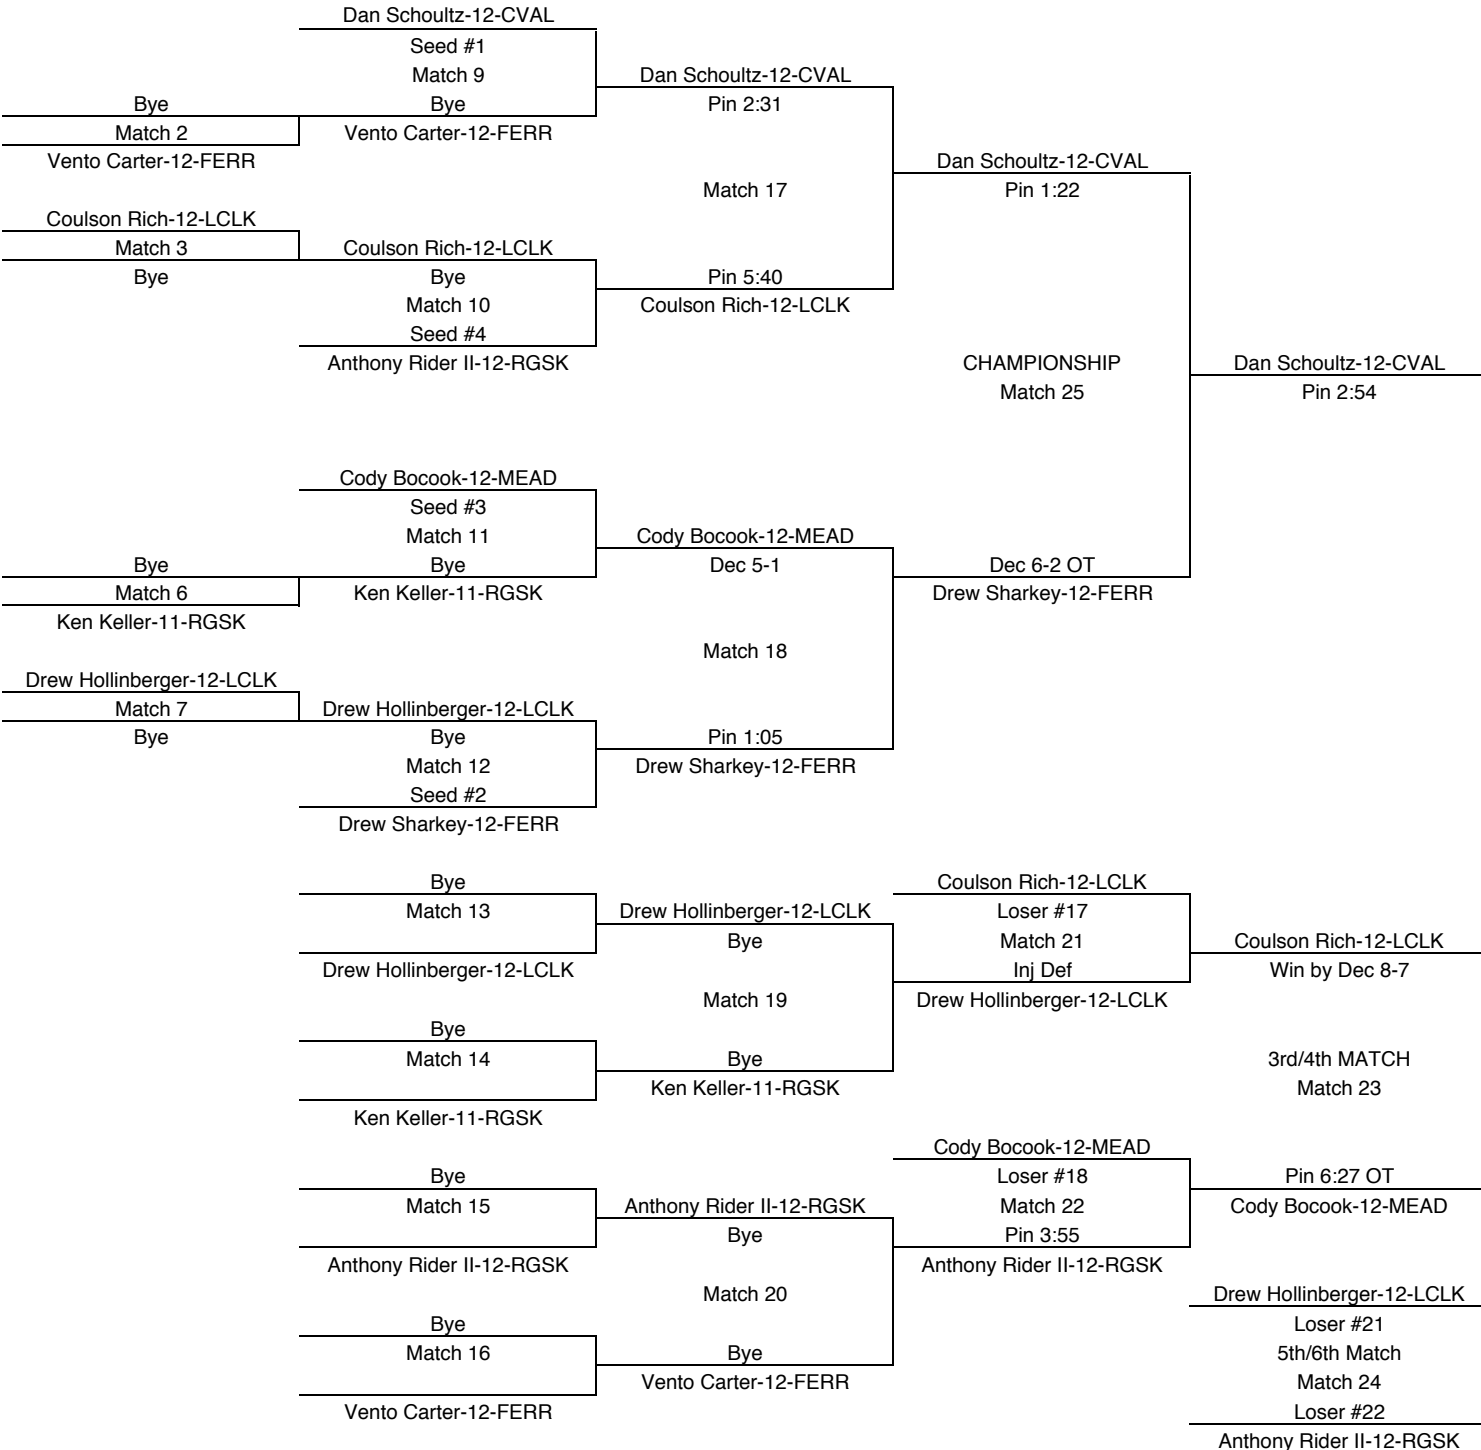 Dan Schoultz-12-CVAL
Seed #1
Match 9
Dan Schoultz-12-CVAL
Bye
Bye
Pin 2:31
Match 2
Vento Carter-12-FERR
Vento Carter-12-FERR
Dan Schoultz-12-CVAL
Match 17
Pin 1:22
Coulson Rich-12-LCLK
Match 3
Coulson Rich-12-LCLK
Bye
Bye
Pin 5:40
Match 10
Coulson Rich-12-LCLK
Seed #4
Anthony Rider II-12-RGSK
CHAMPIONSHIP
Dan Schoultz-12-CVAL
Match 25
Pin 2:54
Cody Bocook-12-MEAD
Seed #3
Match 11
Cody Bocook-12-MEAD
Bye
Bye
Dec 5-1
Dec 6-2 OT
Match 6
Ken Keller-11-RGSK
Drew Sharkey-12-FERR
Ken Keller-11-RGSK
Match 18
Drew Hollinberger-12-LCLK
Match 7
Drew Hollinberger-12-LCLK
Bye
Bye
Pin 1:05
Match 12
Drew Sharkey-12-FERR
Seed #2
Drew Sharkey-12-FERR
Bye
Coulson Rich-12-LCLK
Match 13
Drew Hollinberger-12-LCLK
Loser #17
Bye
Match 21
Coulson Rich-12-LCLK
Drew Hollinberger-12-LCLK
Inj Def
Win by Dec 8-7
Match 19
Drew Hollinberger-12-LCLK
Bye
Match 14
Bye
3rd/4th MATCH
Ken Keller-11-RGSK
Match 23
Ken Keller-11-RGSK
Cody Bocook-12-MEAD
Bye
Loser #18
Pin 6:27 OT
Match 15
Anthony Rider II-12-RGSK
Match 22
Cody Bocook-12-MEAD
Bye
Pin 3:55
Anthony Rider II-12-RGSK
Anthony Rider II-12-RGSK
Match 20
Drew Hollinberger-12-LCLK
Bye
Loser #21
Match 16
Bye
5th/6th Match
Vento Carter-12-FERR
Match 24
Vento Carter-12-FERR
Loser #22
Anthony Rider II-12-RGSK